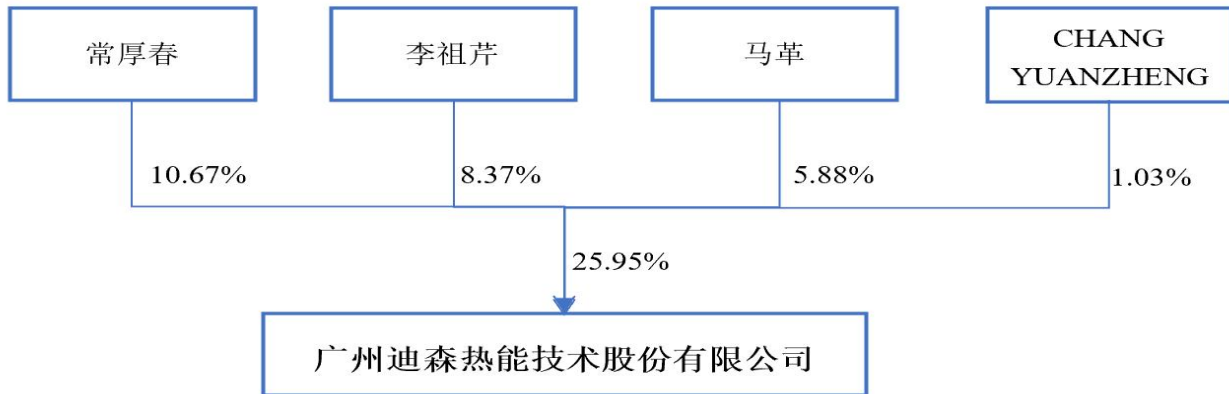 常厚春
李祖芹
马革
CHANG
YUANZHENG
10.67%
8.37%
5.88%
1.03%
25.95%
广州迪森热能技术股份有限公司